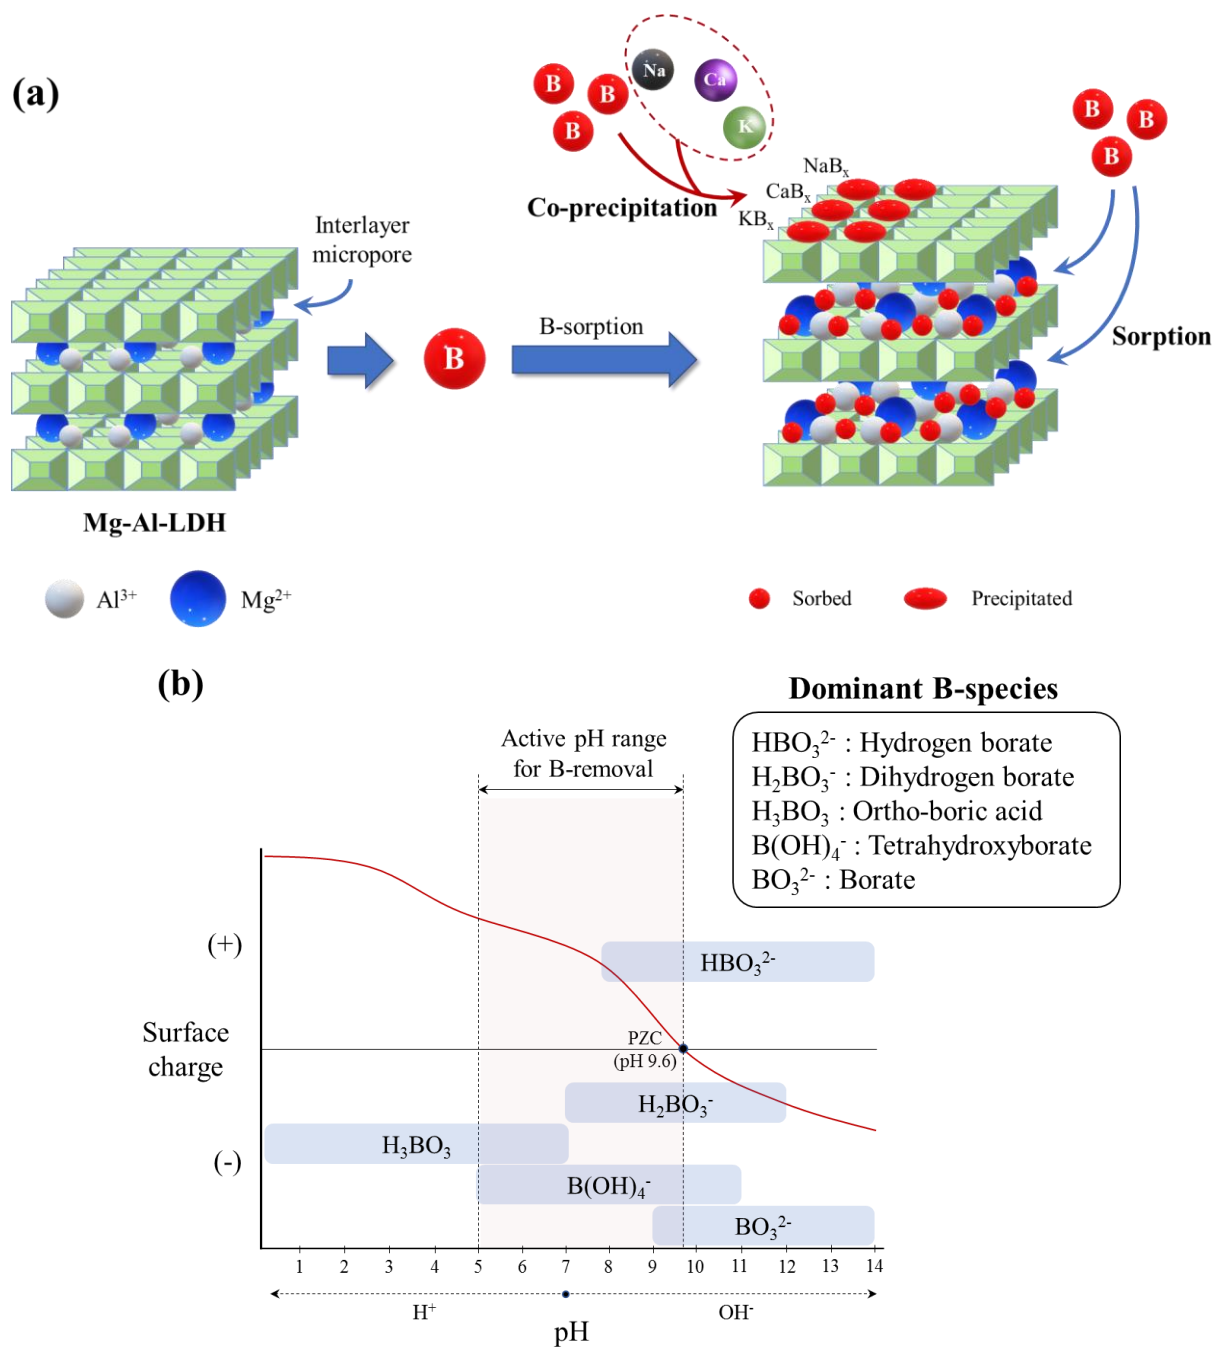 (a)
B
B
B
Na
Ca
K
B
B
B
NaBₓ
CaBₓ
KBₓ
Co-precipitation
Interlayer
micropore
B
B-sorption
Sorption
Mg-Al-LDH
Al³⁺
Mg²⁺
Sorbed
Precipitated
(b)
Dominant B-species
HBO₃²⁻ : Hydrogen borate
H₂BO₃⁻ : Dihydrogen borate
H₃BO₃ : Ortho-boric acid
B(OH)₄⁻ : Tetrahydroxyborate
BO₃²⁻ : Borate
Active pH range
for B-removal
(+)
Surface
charge
(-)
HBO₃²⁻
PZC
(pH 9.6)
H₂BO₃⁻
H₃BO₃
B(OH)₄⁻
BO₃²⁻
1 2 3 4 5 6 7 8 9 10 11 12 13 14
H⁺
OH⁻
pH